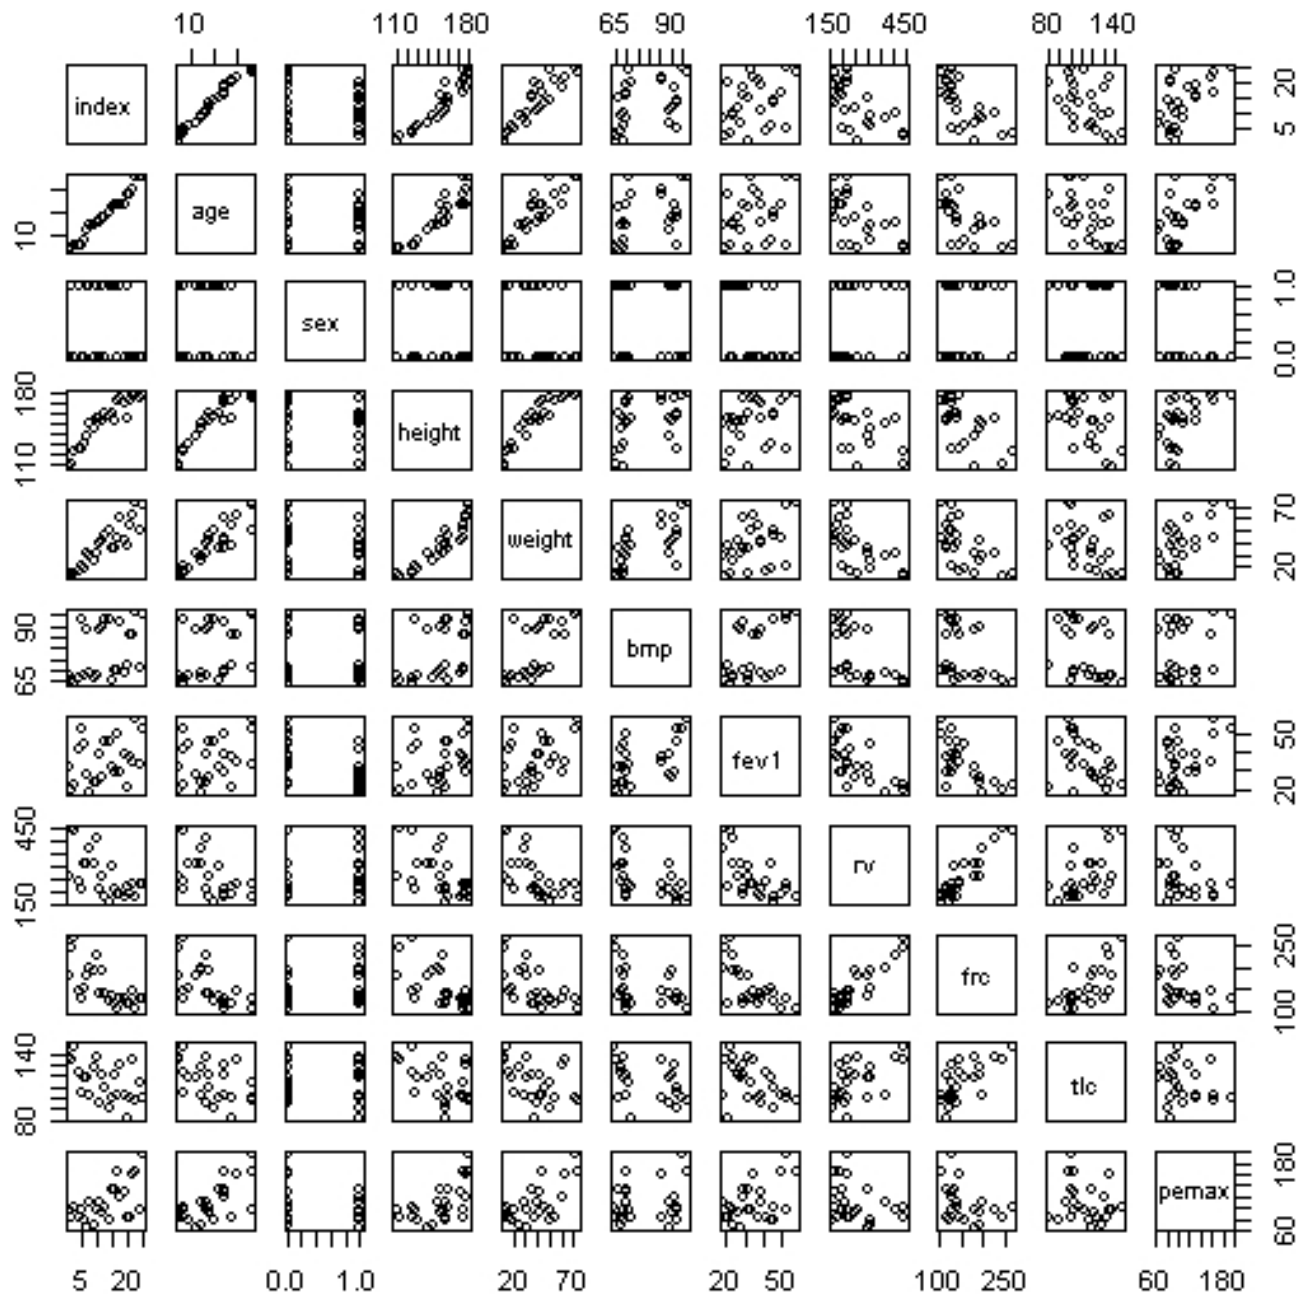 10 110 180 65 90 150 450 80 140
index 5 20
10 age
sex 0.0 1.0
110 180 height
weight 20 70
65 90 bmp
fev1 20 50
150 450 rv
frc 100 250
80 140 tlc
pemax 60 180
5 20 0.0 1.0 20 70 20 50 100 250 60 180